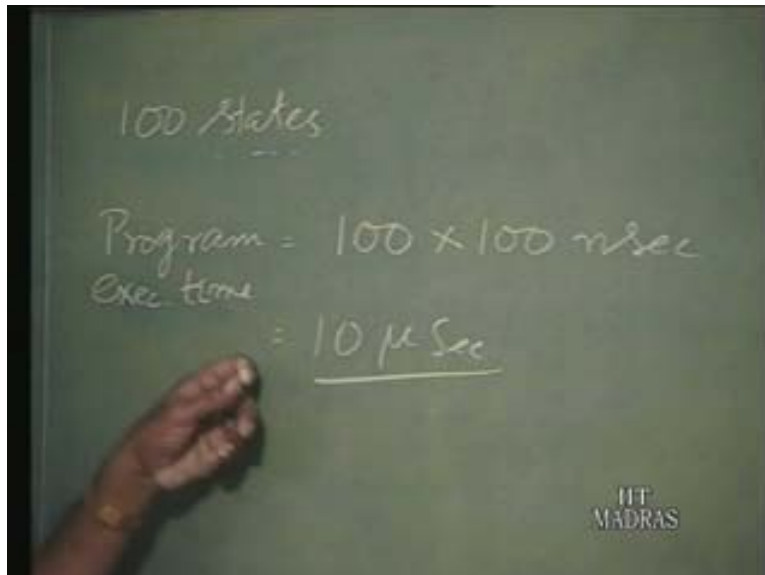 100 states
Program = 100 × 100 nsec
exec time
= 10 μ Sec
IIT
MADRAS